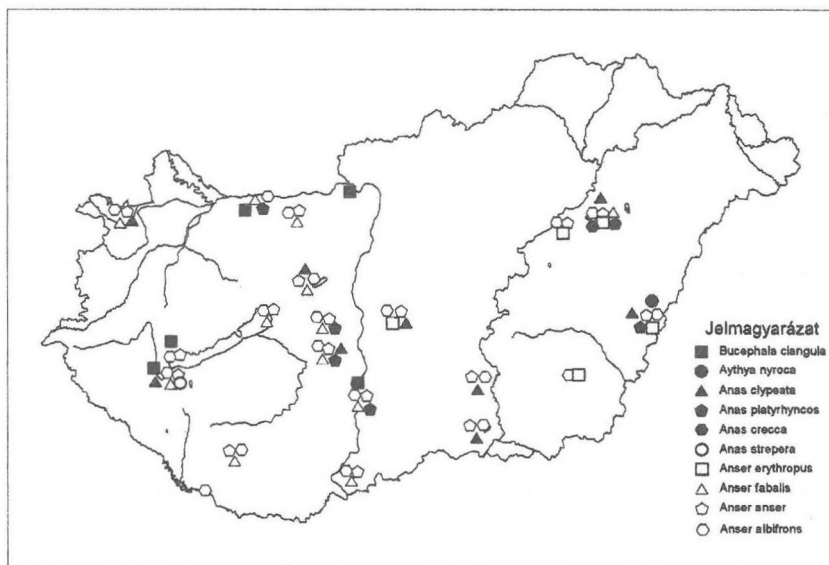 Jelmagyarázat
Bucephala clangula
Aythya nyroca
Anas clypeata
Anas platyrhyncos
Anas crecca
Anas strepera
Anser erythropus
Anser fabalis
Anser anser
Anser albifrons